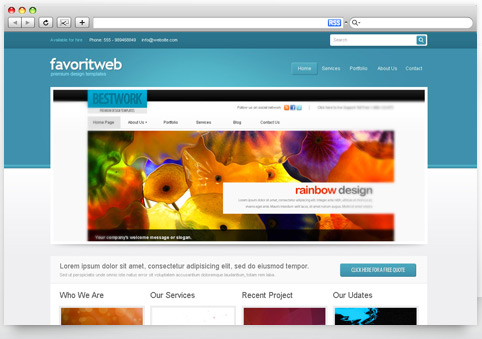 RSS
Available for hire
Phone: 555 - 989469849
info@website.com
Search
favoritweb
premium design templates
Home Services Portfolio About Us Contact
BESTWORK
Follow us on social network
Home Page About Us Portfolio Services Blog Contact Us
rainbow design
Your company's welcome message or slogan.
Lorem ipsum dolor sit amet, consectetur adipisicing elit, sed do eiusmod tempor.
CLICK HERE FOR A FREE QUOTE
Who We Are Our Services Recent Project Our Udates